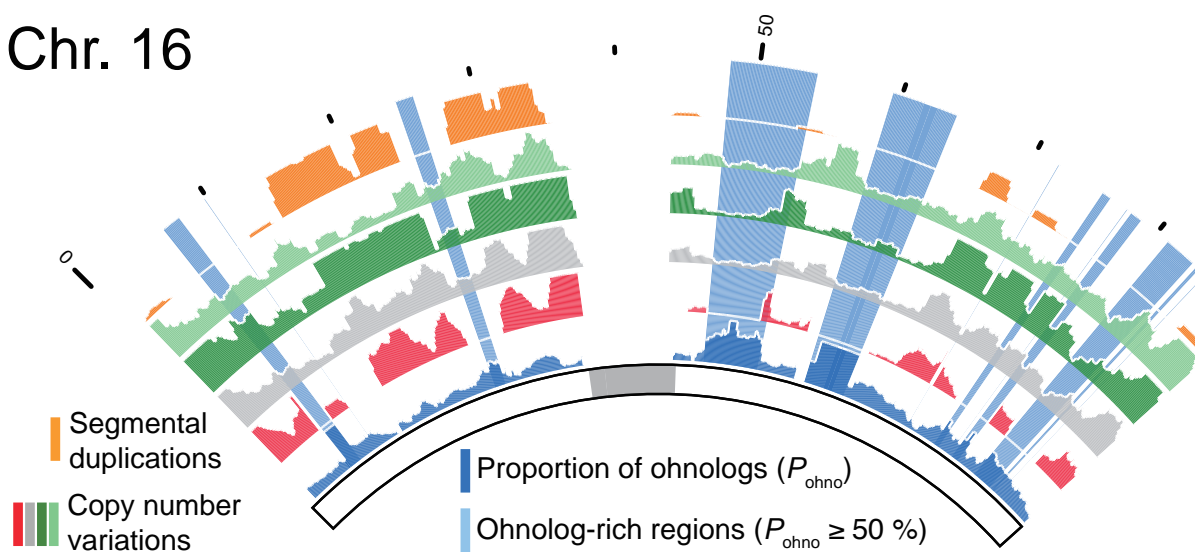 Chr. 16
0
50
Segmental
duplications
Copy number
variations
Proportion of ohnologs (Pohno)
Ohnolog-rich regions (Pohno ≥ 50 %)